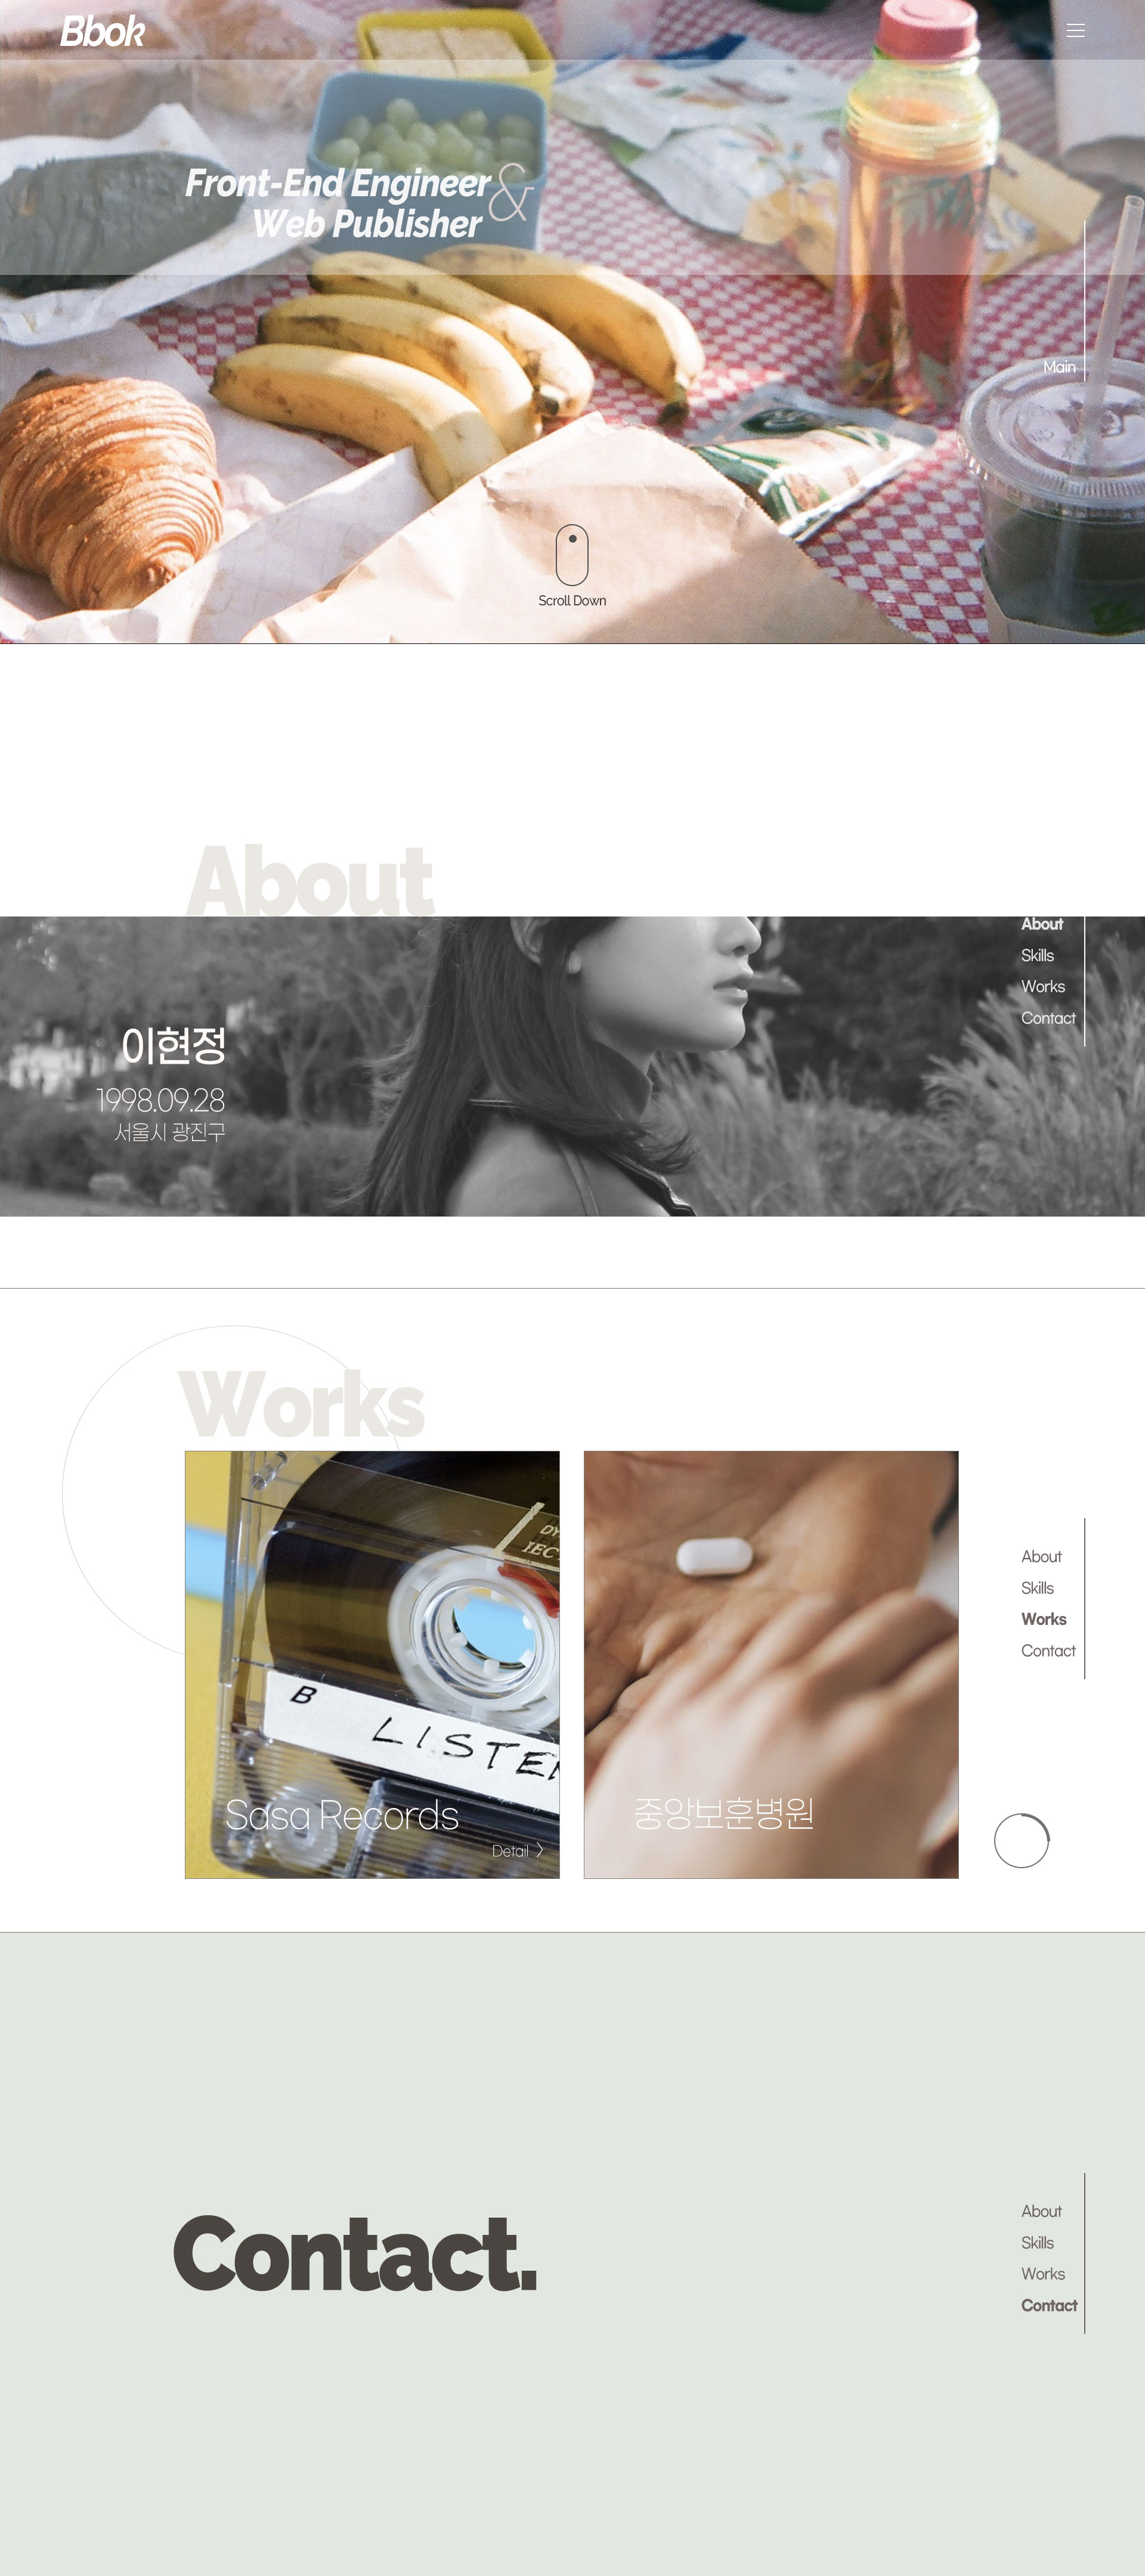 Bbok
Front-End Engineer &
Web Publisher
Main
Scroll Down
About
About
Skills
Works
Contact
이현정
1998.09.28
서울시 광진구
Works
B LISTEN
Sasa Records
Detail
중앙보훈병원
About
Skills
Works
Contact
Contact.
About
Skills
Works
Contact